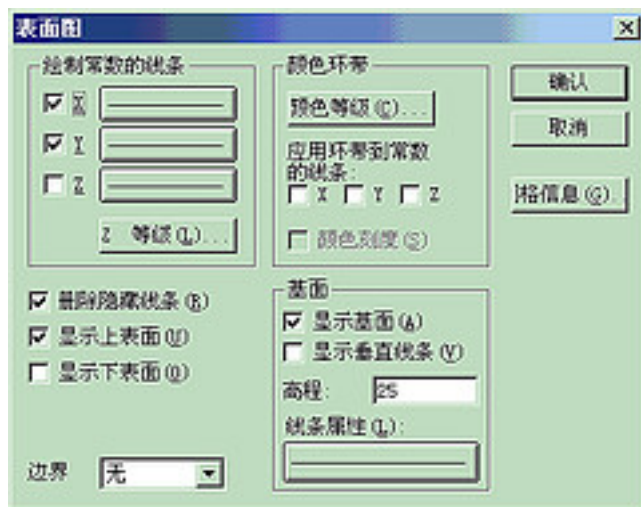 表面图
绘制常数的线条
X
Y
Z
Z 等级(L)...
颜色环带
颜色等级(C)...
应用环带到常数
的线条:
X Y Z
颜色刻度(S)
确认
取消
格信息(G)
删除隐藏线条(R)
显示上表面(U)
显示下表面(O)
边界 无
基面
显示基面(A)
显示垂直线条(V)
高程: 25
线条属性(L):